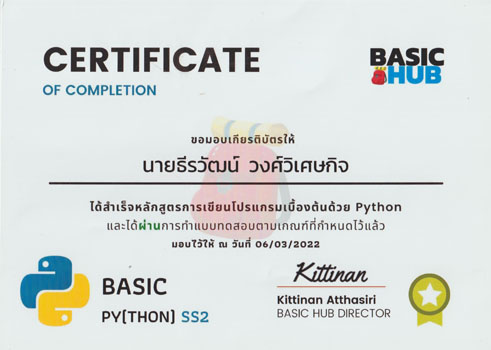 CERTIFICATE
OF COMPLETION
BASIC
HUB
ขอมอบเกียรติบัตรให้
นายธีรวัฒน์ วงศ์วิเศษกิจ
ได้สำเร็จหลักสูตรการเขียนโปรแกรมเบื้องต้นด้วย Python
และได้ผ่านการทำแบบทดสอบตามเกณฑ์ที่กำหนดไว้แล้ว
มอบไว้ให้ ณ วันที่ 06/03/2022
BASIC
PY(THON) SS2
Kittinan
Kittinan Atthasiri
BASIC HUB DIRECTOR